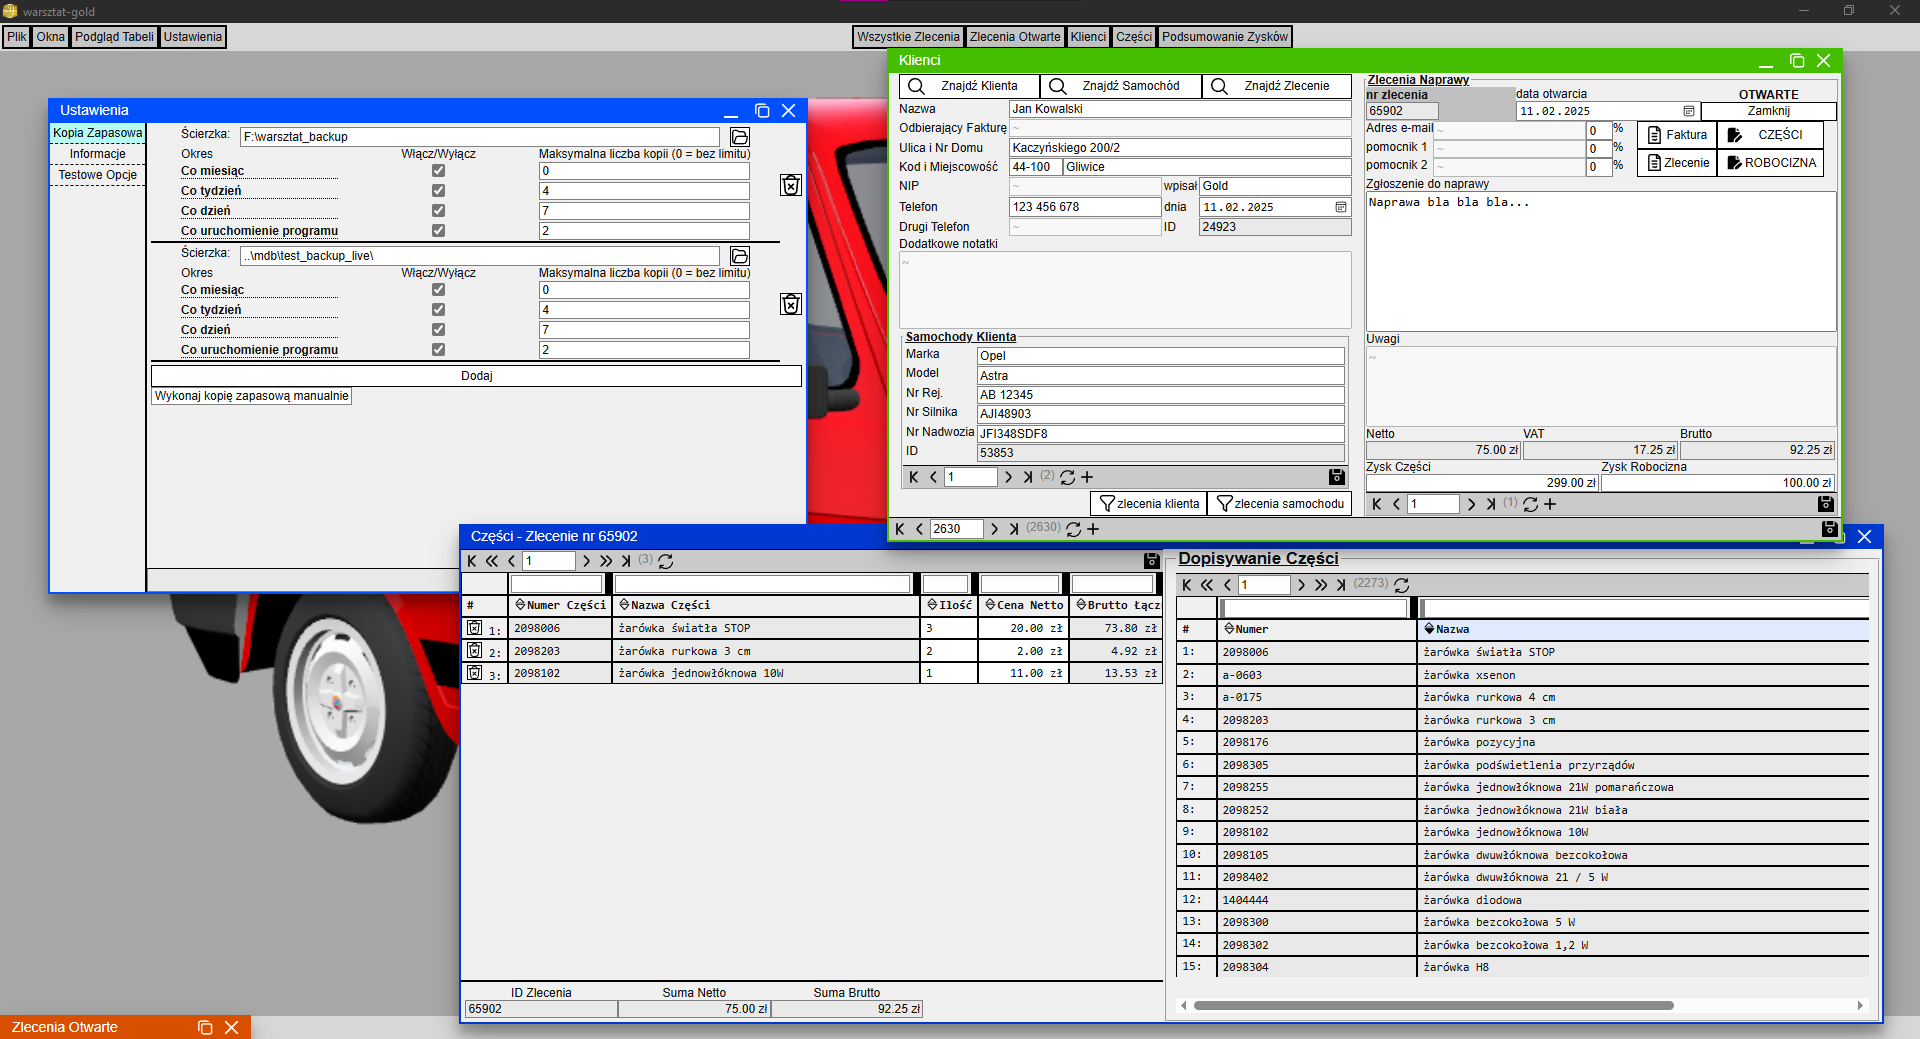 warsztat-gold
Plik Okna Podgląd Tabeli Ustawienia
Wszystkie Zlecenia Zlecenia Otwarte Klienci Części Podsumowanie Zysków
Ustawienia
Kopia Zapasowa
Informacje
Testowe Opcje
Ścierzka: F:\warsztat_backup
Okres Włącz/Wyłącz Maksymalna liczba kopii (0 = bez limitu)
Co miesiąc 0
Co tydzień 4
Co dzień 7
Co uruchomienie programu 2
Ścierzka: ..\mdb\test_backup_live\
Okres Włącz/Wyłącz Maksymalna liczba kopii (0 = bez limitu)
Co miesiąc 0
Co tydzień 4
Co dzień 7
Co uruchomienie programu 2
Dodaj
Wykonaj kopię zapasową manualnie
Klienci
Znajdź Klienta Znajdź Samochód Znajdź Zlecenie
Nazwa Jan Kowalski
Odbierający Fakturę ~
Ulica i Nr Domu Kaczyńskiego 200/2
Kod i Miejscowość 44-100 Gliwice
NIP ~ wpisał Gold
Telefon 123 456 678 dnia 11.02.2025
Drugi Telefon ~ ID 24923
Dodatkowe notatki
~
Samochody Klienta
Marka Opel
Model Astra
Nr Rej. AB 12345
Nr Silnika AJI48903
Nr Nadwozia JFI348SDF8
ID 53853
1 (2)
zlecenia klienta zlecenia samochodu
2630 (2630)
Zlecenia Naprawy
nr zlecenia data otwarcia OTWARTE
65902 11.02.2025 Zamknij
Adres e-mail ~ 0 % Faktura CZĘŚCI
pomocnik 1 ~ 0 %
pomocnik 2 ~ 0 % Zlecenie ROBOCIZNA
Zgłoszenie do naprawy
Naprawa bla bla bla...
Uwagi
~
Netto VAT Brutto
75.00 zł 17.25 zł 92.25 zł
Zysk Części Zysk Robocizna
299.00 zł 100.00 zł
1 (1)
Części - Zlecenie nr 65902
1 (3)
# Numer Części Nazwa Części Ilość Cena Netto Brutto Łącz
1: 2098006 żarówka światła STOP 3 20.00 zł 73.80 zł
2: 2098203 żarówka rurkowa 3 cm 2 2.00 zł 4.92 zł
3: 2098102 żarówka jednowłóknowa 10W 1 11.00 zł 13.53 zł
ID Zlecenia Suma Netto Suma Brutto
65902 75.00 zł 92.25 zł
Dopisywanie Części
1 (2273)
# Numer Nazwa
1: 2098006 żarówka światła STOP
2: a-0603 żarówka xsenon
3: a-0175 żarówka rurkowa 4 cm
4: 2098203 żarówka rurkowa 3 cm
5: 2098176 żarówka pozycyjna
6: 2098305 żarówka podświetlenia przyrządów
7: 2098255 żarówka jednowłóknowa 21W pomarańczowa
8: 2098252 żarówka jednowłóknowa 21W biała
9: 2098102 żarówka jednowłóknowa 10W
10: 2098105 żarówka dwuwłóknowa bezcokołowa
11: 2098402 żarówka dwuwłóknowa 21 / 5 W
12: 1404444 żarówka diodowa
13: 2098300 żarówka bezcokołowa 5 W
14: 2098302 żarówka bezcokołowa 1,2 W
15: 2098304 żarówka H8
Zlecenia Otwarte